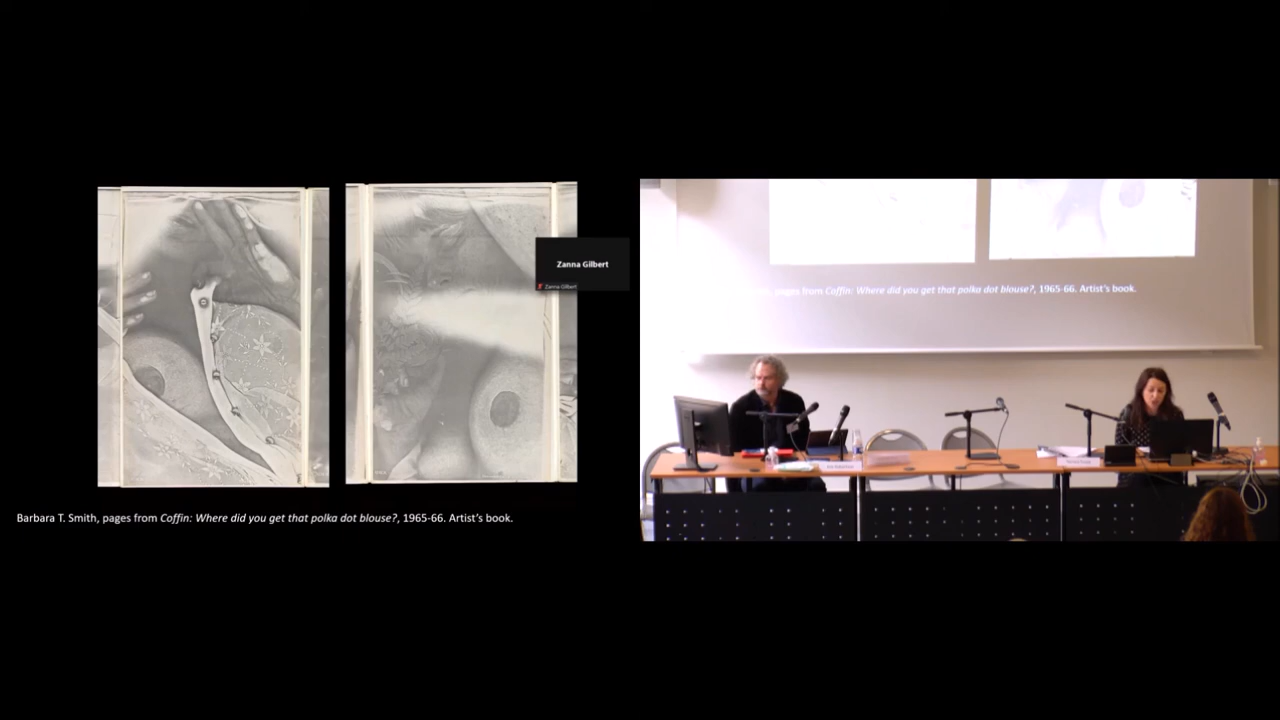 Zanna Gilbert
Zanna Gilbert
Barbara T. Smith, pages from Coffin: Where did you get that polka dot blouse?, 1965-66. Artist's book.
pages from Coffin: Where did you get that polka dot blouse?, 1965-66. Artist's book.